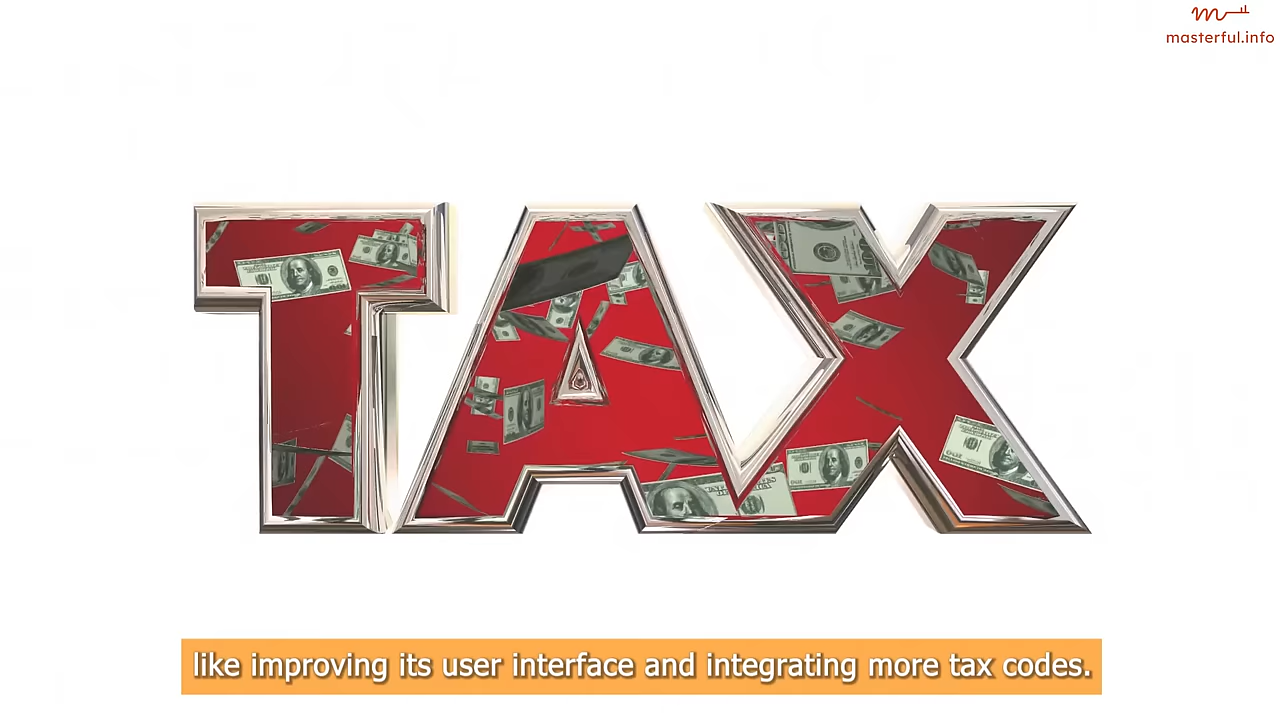 masterful.info
TAX
like improving its user interface and integrating more tax codes.